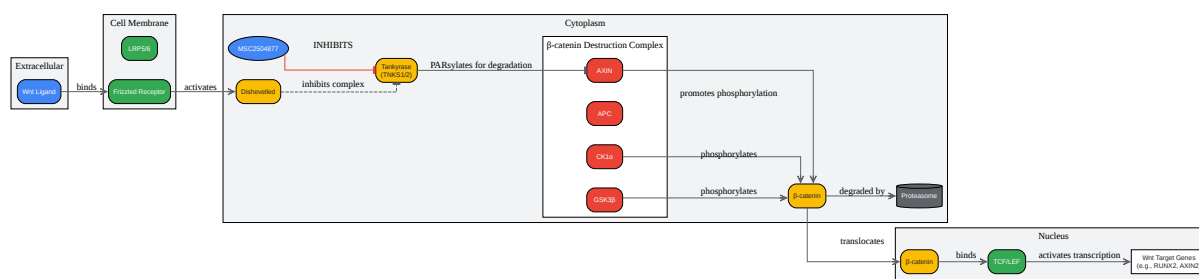 Extracellular
Wnt Ligand
binds
Cell Membrane
LRP5/6
Frizzled Receptor
activates
Cytoplasm
MSC2504877
INHIBITS
Dishevelled
inhibits complex
Tankyrase
(TNKS1/2)
PARsylates for degradation
β-catenin Destruction Complex
AXIN
APC
CK1α
GSK3β
promotes phosphorylation
phosphorylates
phosphorylates
β-catenin
degraded by
Proteasome
translocates
Nucleus
β-catenin
binds
TCF/LEF
activates transcription
Wnt Target Genes
(e.g., RUNX2, AXIN2)